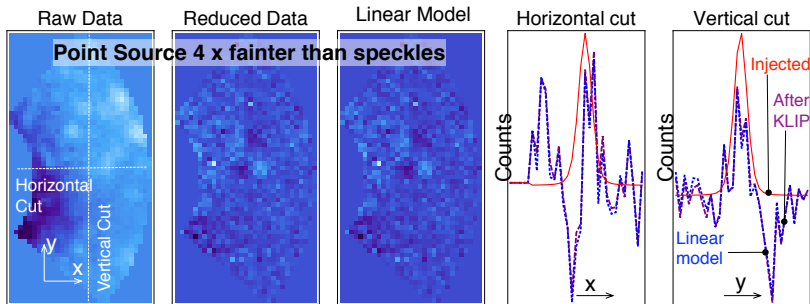 Raw Data
Reduced Data
Linear Model
Horizontal cut
Vertical cut
Point Source 4 x fainter than speckles
Horizontal
Cut
Vertical Cut
y
x
Counts
x
Counts
Injected
After
KLIP
Linear
model
y